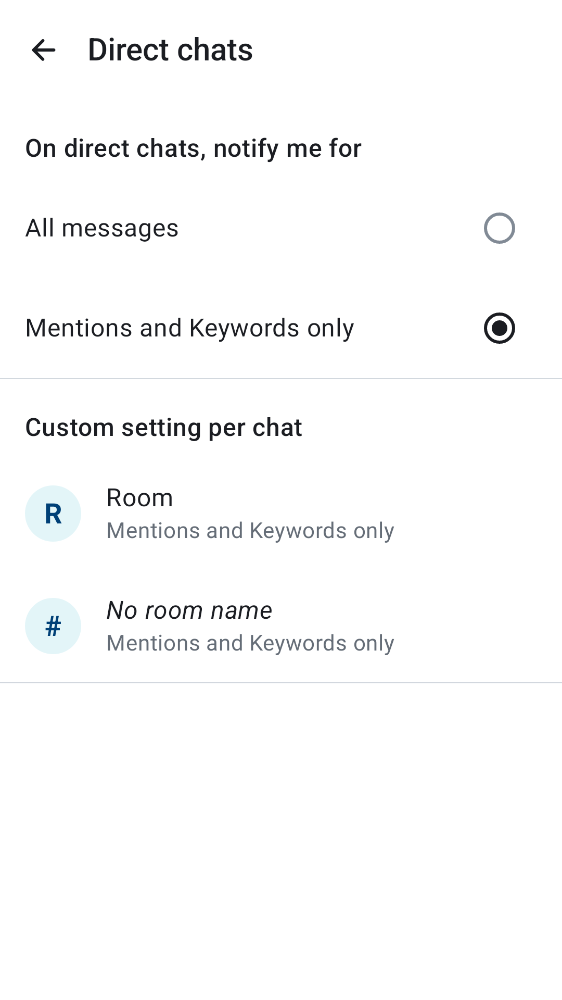 Direct chats
On direct chats, notify me for
All messages
Mentions and Keywords only
Custom setting per chat
R
Room
Mentions and Keywords only
#
No room name
Mentions and Keywords only